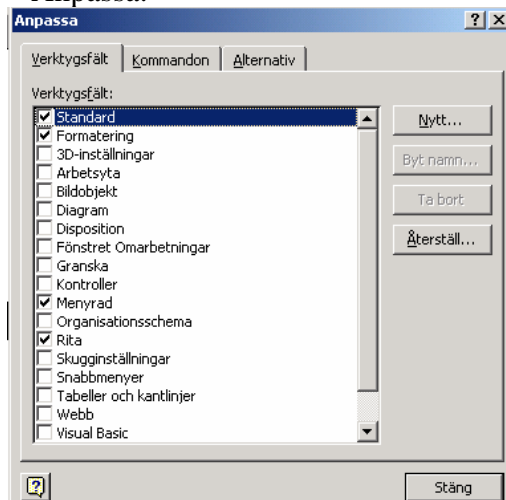 Anpassa.
Anpassa
Verktygsfält
Kommandon
Alternativ
Verktygsfält:
Standard
Formatering
3D-inställningar
Arbetsyta
Bildobjekt
Diagram
Disposition
Fönstret Omarbetningar
Granska
Kontroller
Menyrad
Organisationsschema
Rita
Skugginställningar
Snabbmenyer
Tabeller och kantlinjer
Webb
Visual Basic
Nytt...
Byt namn...
Ta bort
Återställ...
Stäng